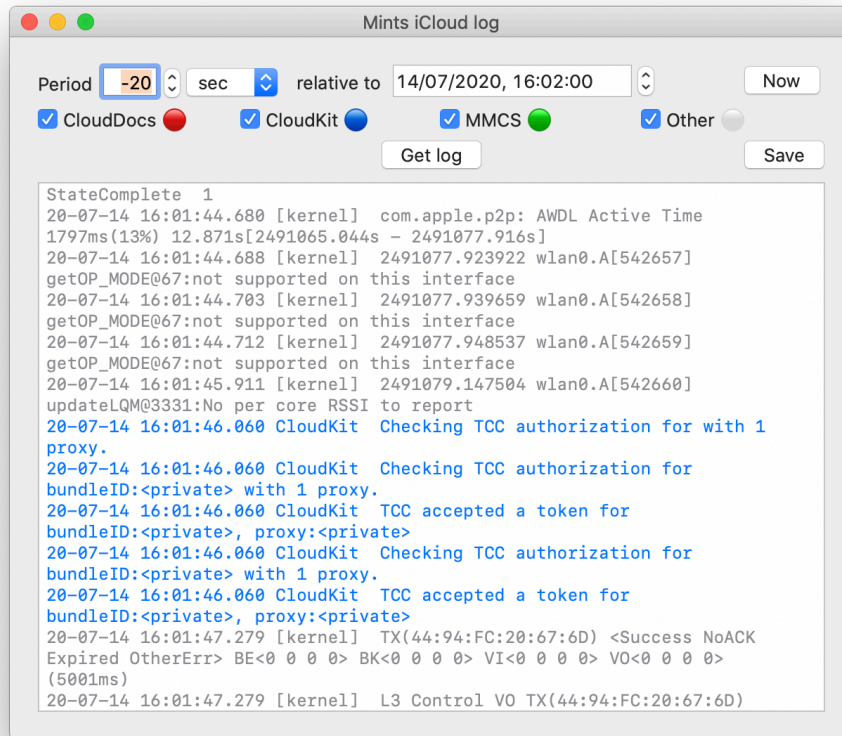 Mints iCloud log
Period -20 sec relative to 14/07/2020, 16:02:00 Now
CloudDocs CloudKit MMCS Other
Get log Save
StateComplete  1
20-07-14 16:01:44.680 [kernel]  com.apple.p2p: AWDL Active Time
1797ms(13%) 12.871s[2491065.044s - 2491077.916s]
20-07-14 16:01:44.688 [kernel]  2491077.923922 wlan0.A[542657]
getOP_MODE@67:not supported on this interface
20-07-14 16:01:44.703 [kernel]  2491077.939659 wlan0.A[542658]
getOP_MODE@67:not supported on this interface
20-07-14 16:01:44.712 [kernel]  2491077.948537 wlan0.A[542659]
getOP_MODE@67:not supported on this interface
20-07-14 16:01:45.911 [kernel]  2491079.147504 wlan0.A[542660]
updateLQM@3331:No per core RSSI to report
20-07-14 16:01:46.060 CloudKit  Checking TCC authorization for with 1
proxy.
20-07-14 16:01:46.060 CloudKit  Checking TCC authorization for
bundleID:<private> with 1 proxy.
20-07-14 16:01:46.060 CloudKit  TCC accepted a token for
bundleID:<private>, proxy:<private>
20-07-14 16:01:46.060 CloudKit  Checking TCC authorization for
bundleID:<private> with 1 proxy.
20-07-14 16:01:46.060 CloudKit  TCC accepted a token for
bundleID:<private>, proxy:<private>
20-07-14 16:01:47.279 [kernel]  TX(44:94:FC:20:67:6D) <Success NoACK
Expired OtherErr> BE<0 0 0 0> BK<0 0 0 0> VI<0 0 0 0> VO<0 0 0 0>
(5001ms)
20-07-14 16:01:47.279 [kernel]  L3 Control VO TX(44:94:FC:20:67:6D)